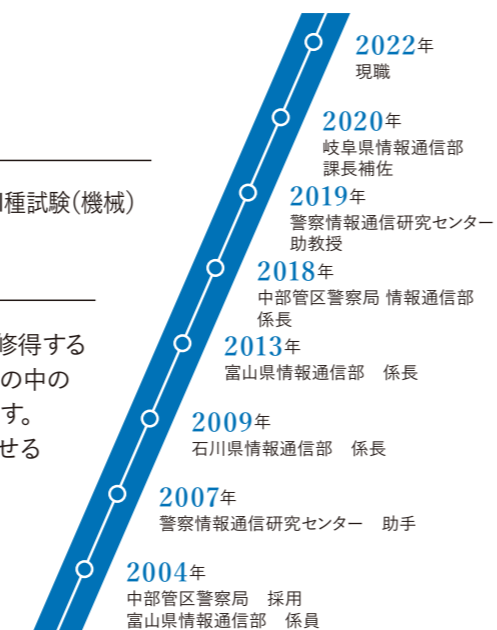 2022年
現職
2020年
岐阜県情報通信部
課長補佐
種試験(機械)
2019年
警察情報通信研究センター
助教授
2018年
中部管区警察局 情報通信部
係長
修得する
の中の
す。
せる
2013年
富山県情報通信部 係長
2009年
石川県情報通信部 係長
2007年
警察情報通信研究センター 助手
2004年
中部管区警察局 採用
富山県情報通信部 係員